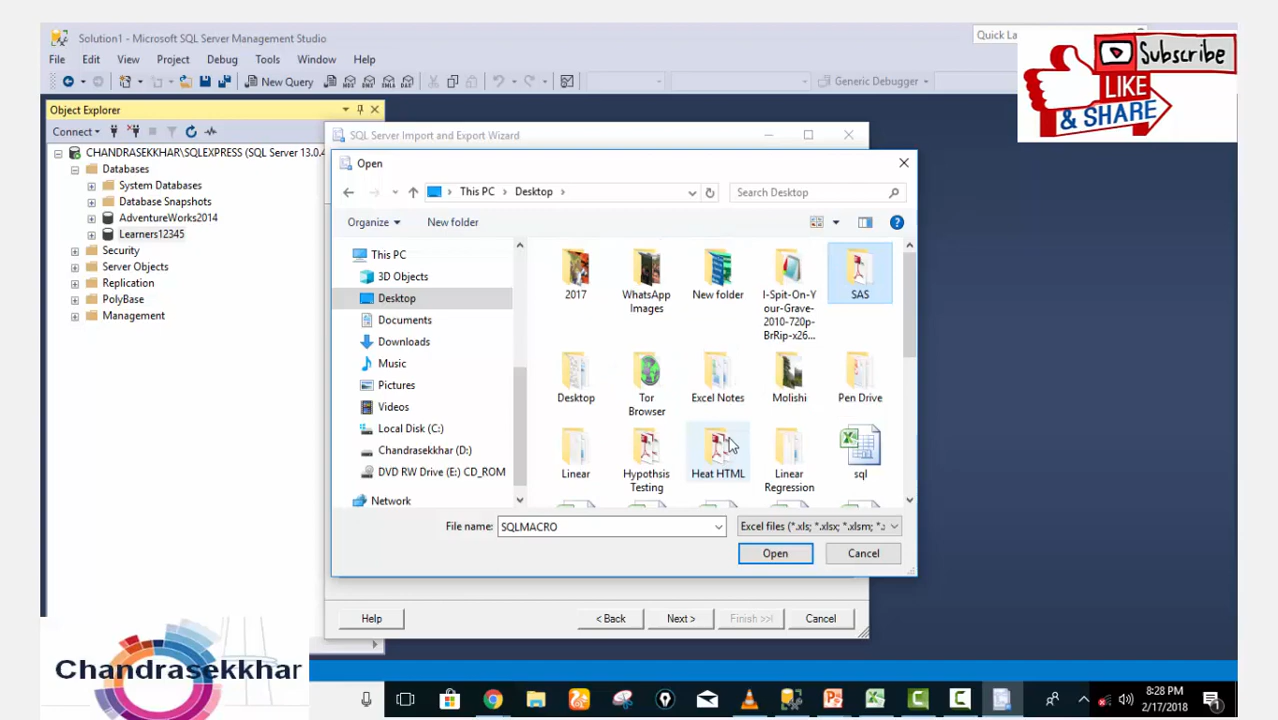 Solution1 - Microsoft SQL Server Management Studio
Quick La
File Edit View Project Debug Tools Window Help
New Query
Generic Debugger
Subscribe
LIKE
& SHARE
Object Explorer
Connect
CHANDRASEKKHAR\SQLEXPRESS (SQL Server 13.0.4
Databases
System Databases
Database Snapshots
AdventureWorks2014
Learners12345
Security
Server Objects
Replication
PolyBase
Management
SQL Server Import and Export Wizard
Open
This PC > Desktop >
Search Desktop
Organize
New folder
This PC
3D Objects
Desktop
Documents
Downloads
Music
Pictures
Videos
Local Disk (C:)
Chandrasekkhar (D:)
DVD RW Drive (E:) CD_ROM
Network
2017
WhatsApp
Images
New folder
I-Spit-On-Y
our-Grave-
2010-720p-
BrRip-x26...
SAS
Desktop
Tor
Browser
Excel Notes
Molishi
Pen Drive
Linear
Hypothsis
Testing
Heat HTML
Linear
Regression
sql
File name: SQLMACRO
Excel files (*.xls; *.xlsx; *.xlsm; *.
Open
Cancel
Help
< Back
Next >
Finish >>|
Cancel
Chandrasekkhar
8:28 PM
2/17/2018